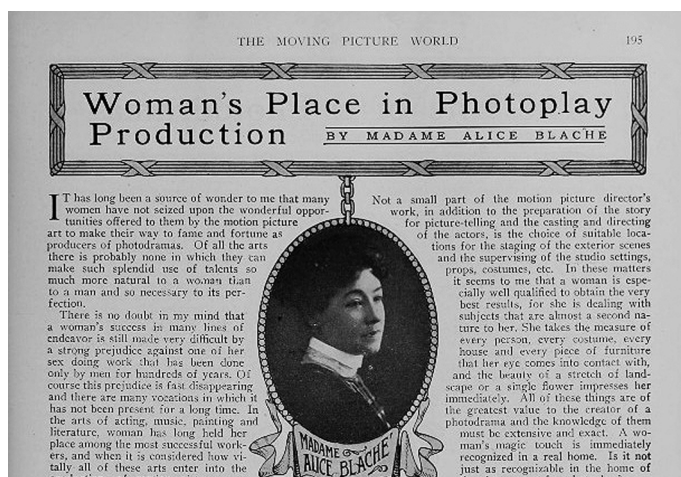 THE MOVING PICTURE WORLD 195
Woman's Place in Photoplay
Production BY MADAME ALICE BLACHE
IT has long been a source of wonder to me that many
women have not seized upon the wonderful oppor-
tunities offered to them by the motion picture
art to make their way to fame and fortune as
producers of photodramas. Of all the arts
there is probably none in which they can
make such splendid use of talents so
much more natural to a woman than
to a man and so necessary to its per-
fection.
There is no doubt in my mind that
a woman's success in many lines of
endeavor is still made very difficult by
a strong prejudice against one of her
sex doing work that has been done
only by men for hundreds of years. Of
course this prejudice is fast disappearing
and there are many vocations in which it
has not been present for a long time. In
the arts of acting, music, painting and
literature, woman has long held her
place among the most successful work-
ers, and when it is considered how vi-
tally all of these arts enter into the
MADAME
ALICE BLACHE
Not a small part of the motion picture director's
work, in addition to the preparation of the story
for picture-telling and the casting and directing
of the actors, is the choice of suitable loca-
tions for the staging of the exterior scenes
and the supervising of the studio settings,
props, costumes, etc. In these matters
it seems to me that a woman is espe-
cially well qualified to obtain the very
best results, for she is dealing with
subjects that are almost a second na-
ture to her. She takes the measure of
every person, every costume, every
house and every piece of furniture
that her eye comes into contact with,
and the beauty of a stretch of land-
scape or a single flower impresses her
immediately. All of these things are of
the greatest value to the creator of a
photodrama and the knowledge of them
must be extensive and exact. A wo-
man's magic touch is immediately
recognized in a real home. Is it not
just as recognizable in the home of